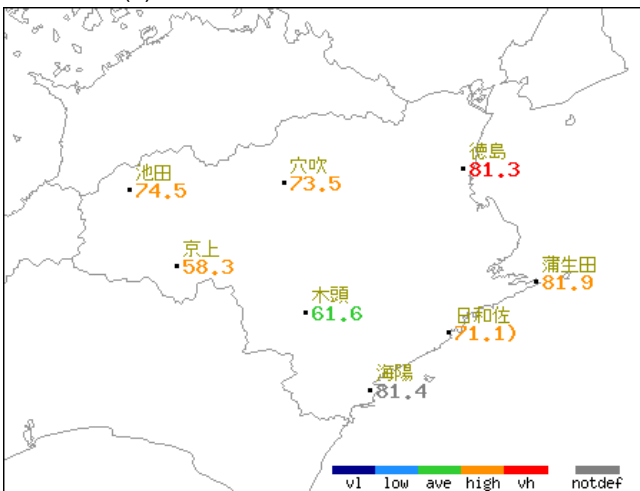 徳島
81.3
穴吹
73.5
池田
74.5
京上
58.3
蒲生田
81.9
木頭
61.6
日和佐
71.1)
海陽
81.4
vl low ave high vh notdef